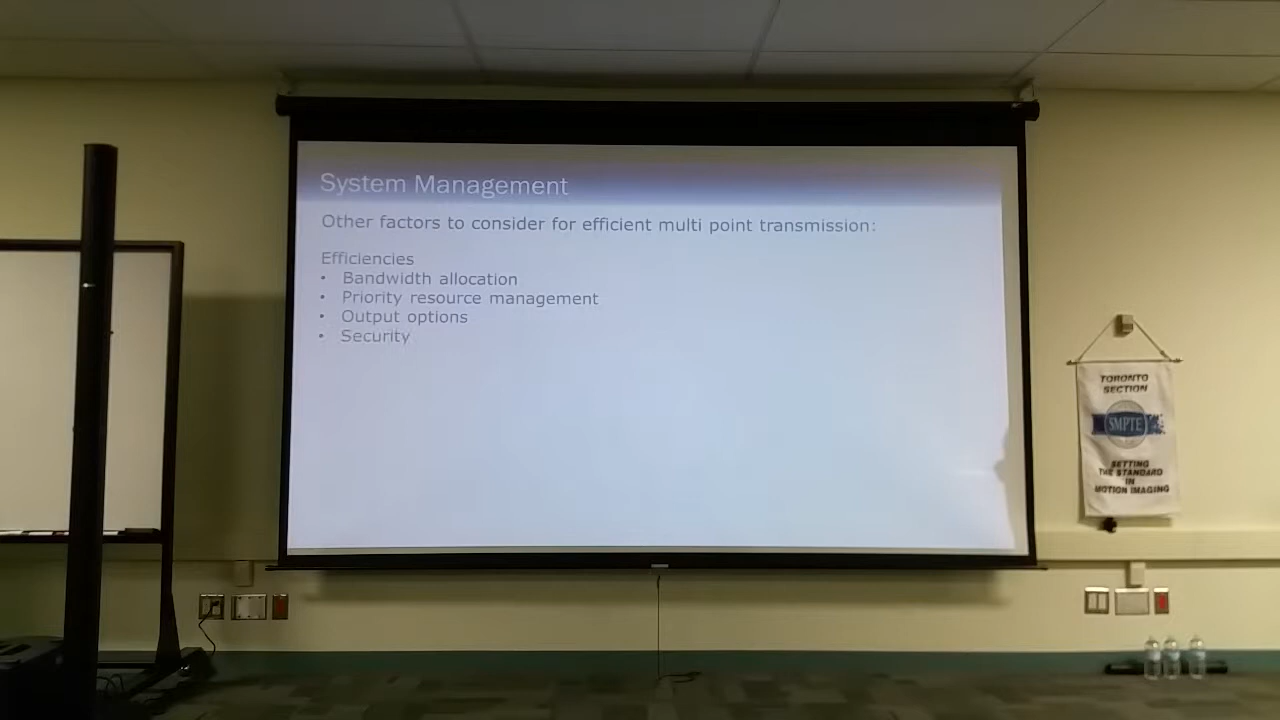 System Management
Other factors to consider for efficient multi point transmission:
Efficiencies
• Bandwidth allocation
• Priority resource management
• Output options
• Security
TORONTO
SECTION
SMPTE
SETTING
THE STANDARD
IN
MOTION IMAGING